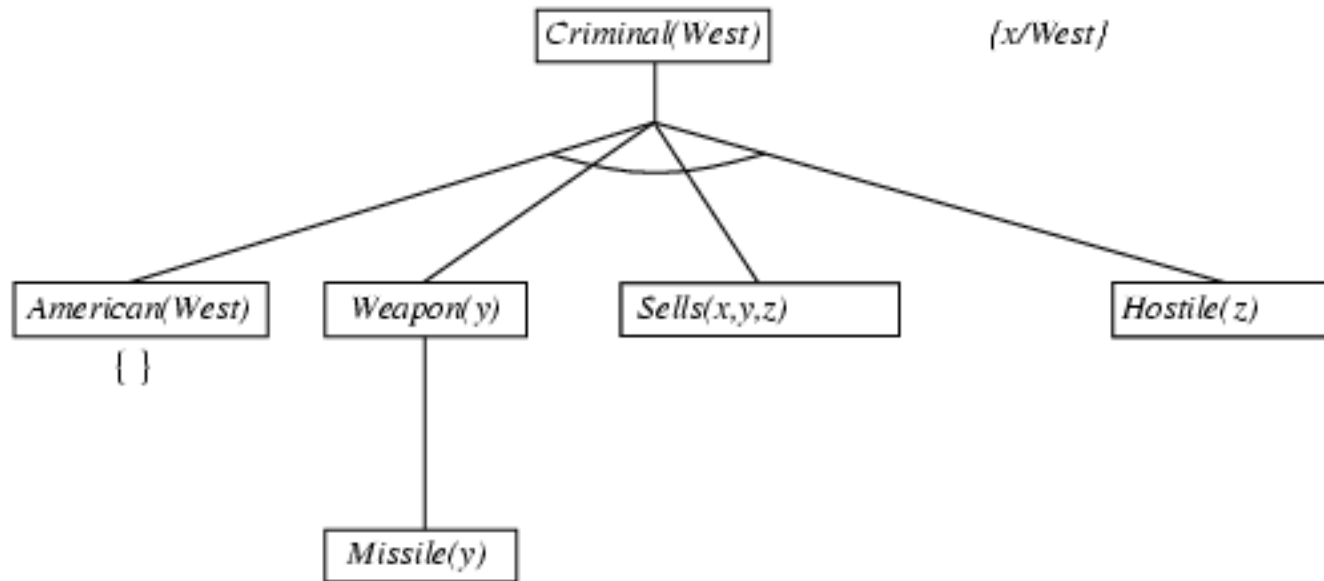 Criminal(West)
{x/West}
American(West)
Weapon(y)
Sells(x,y,z)
Hostile(z)
{ }
Missile(y)